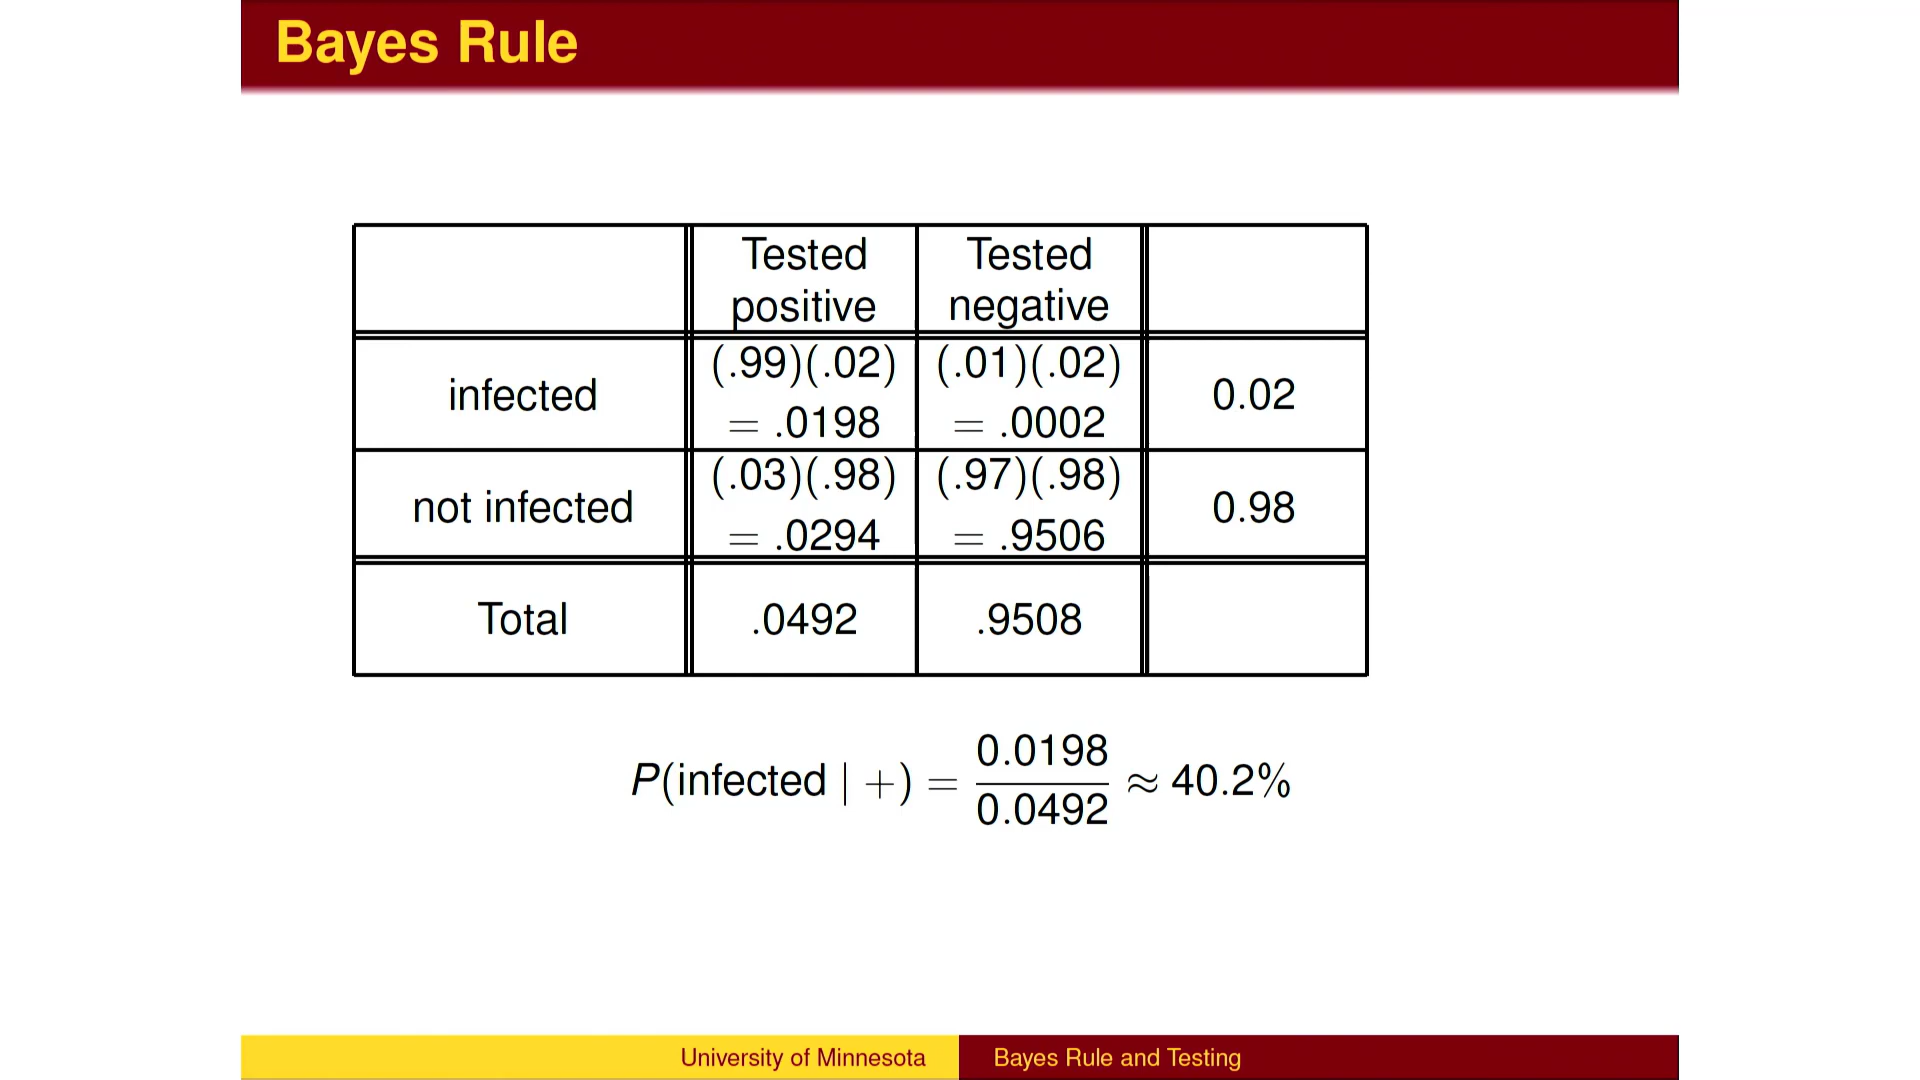 Bayes Rule
Tested positive
Tested negative
infected
(.99)(.02)
= .0198
(.01)(.02)
= .0002
0.02
not infected
(.03)(.98)
= .0294
(.97)(.98)
= .9506
0.98
Total
.0492
.9508
P(infected | +) = 0.0198 / 0.0492 ≈ 40.2%
University of Minnesota
Bayes Rule and Testing